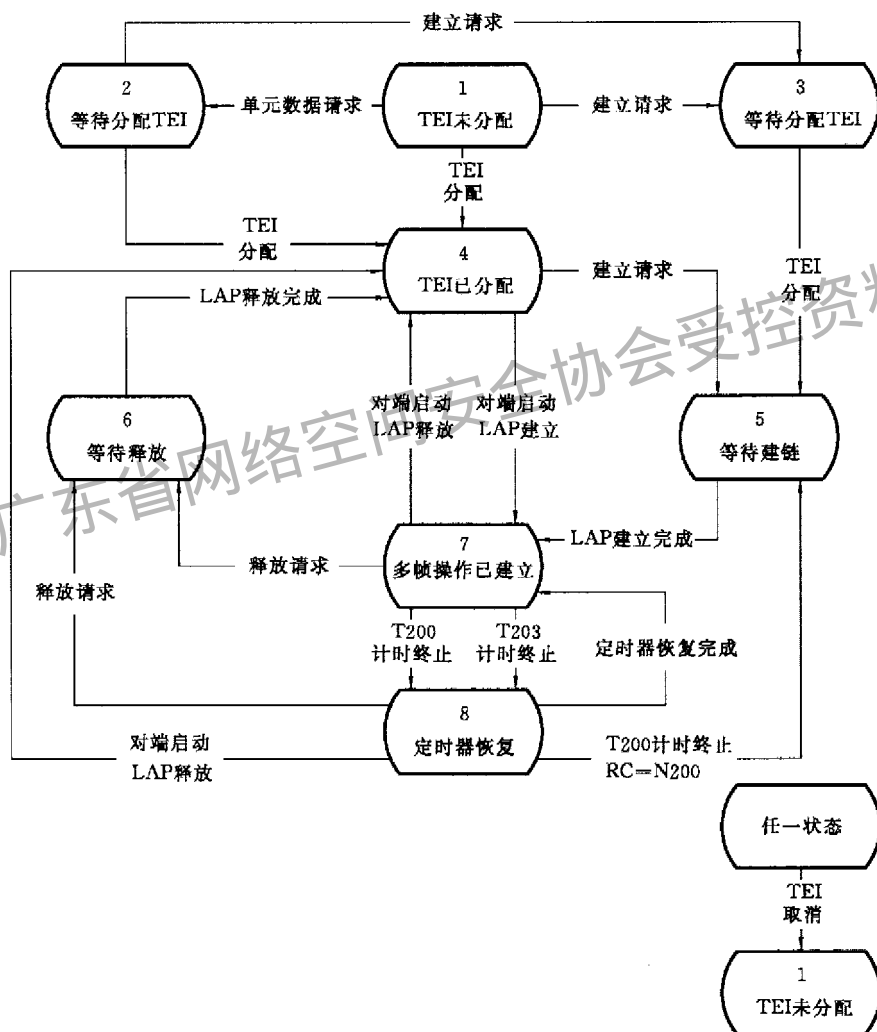 建立请求
2
等待分配TEI
单元数据请求
1
TEI未分配
建立请求
3
等待分配TEI
TEI
分配
TEI
分配
4
TEI已分配
建立请求
TEI
分配
LAP释放完成
对端启动
LAP释放
对端启动
LAP建立
6
等待释放
5
等待建链
广东省网络空间安全协会受控资料
7
多帧操作已建立
LAP建立完成
释放请求
释放请求
T200
计时终止
T203
计时终止
定时器恢复完成
8
定时器恢复
对端启动
LAP释放
T200计时终止
RC=N200
任一状态
TEI
取消
1
TEI未分配